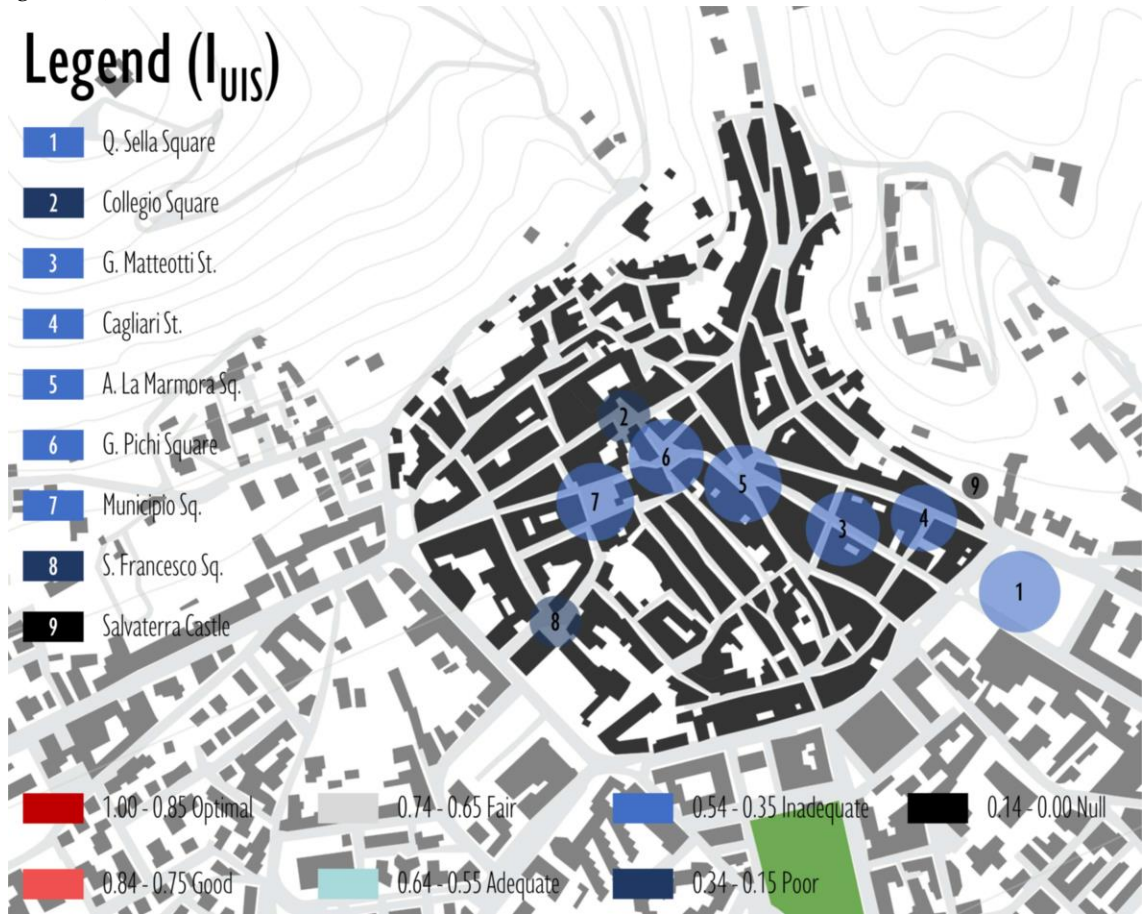 Legend (IUIS)
1 Q. Sella Square
2 Collegio Square
3 G. Matteotti St.
4 Cagliari St.
5 A. La Marmora Sq.
6 G. Pichi Square
7 Municipio Sq.
8 S. Francesco Sq.
9 Salvaterra Castle
2
6
5
9
7
3
4
1
8
1.00 - 0.85 Optimal
0.74 - 0.65 Fair
0.54 - 0.35 Inadequate
0.14 - 0.00 Null
0.84 - 0.75 Good
0.64 - 0.55 Adequate
0.34 - 0.15 Poor